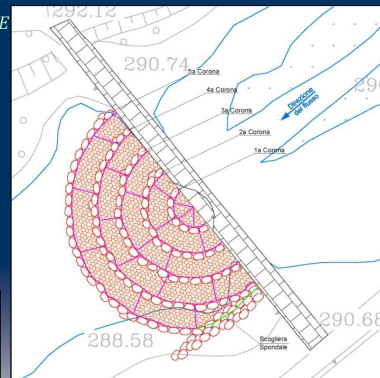 E
292.12
290.74
290
5a Corona
4a Corona
3a Corona
2a Corona
1a Corona
Direzione
del flusso
Scogliera
Spondale
288.58
290.68